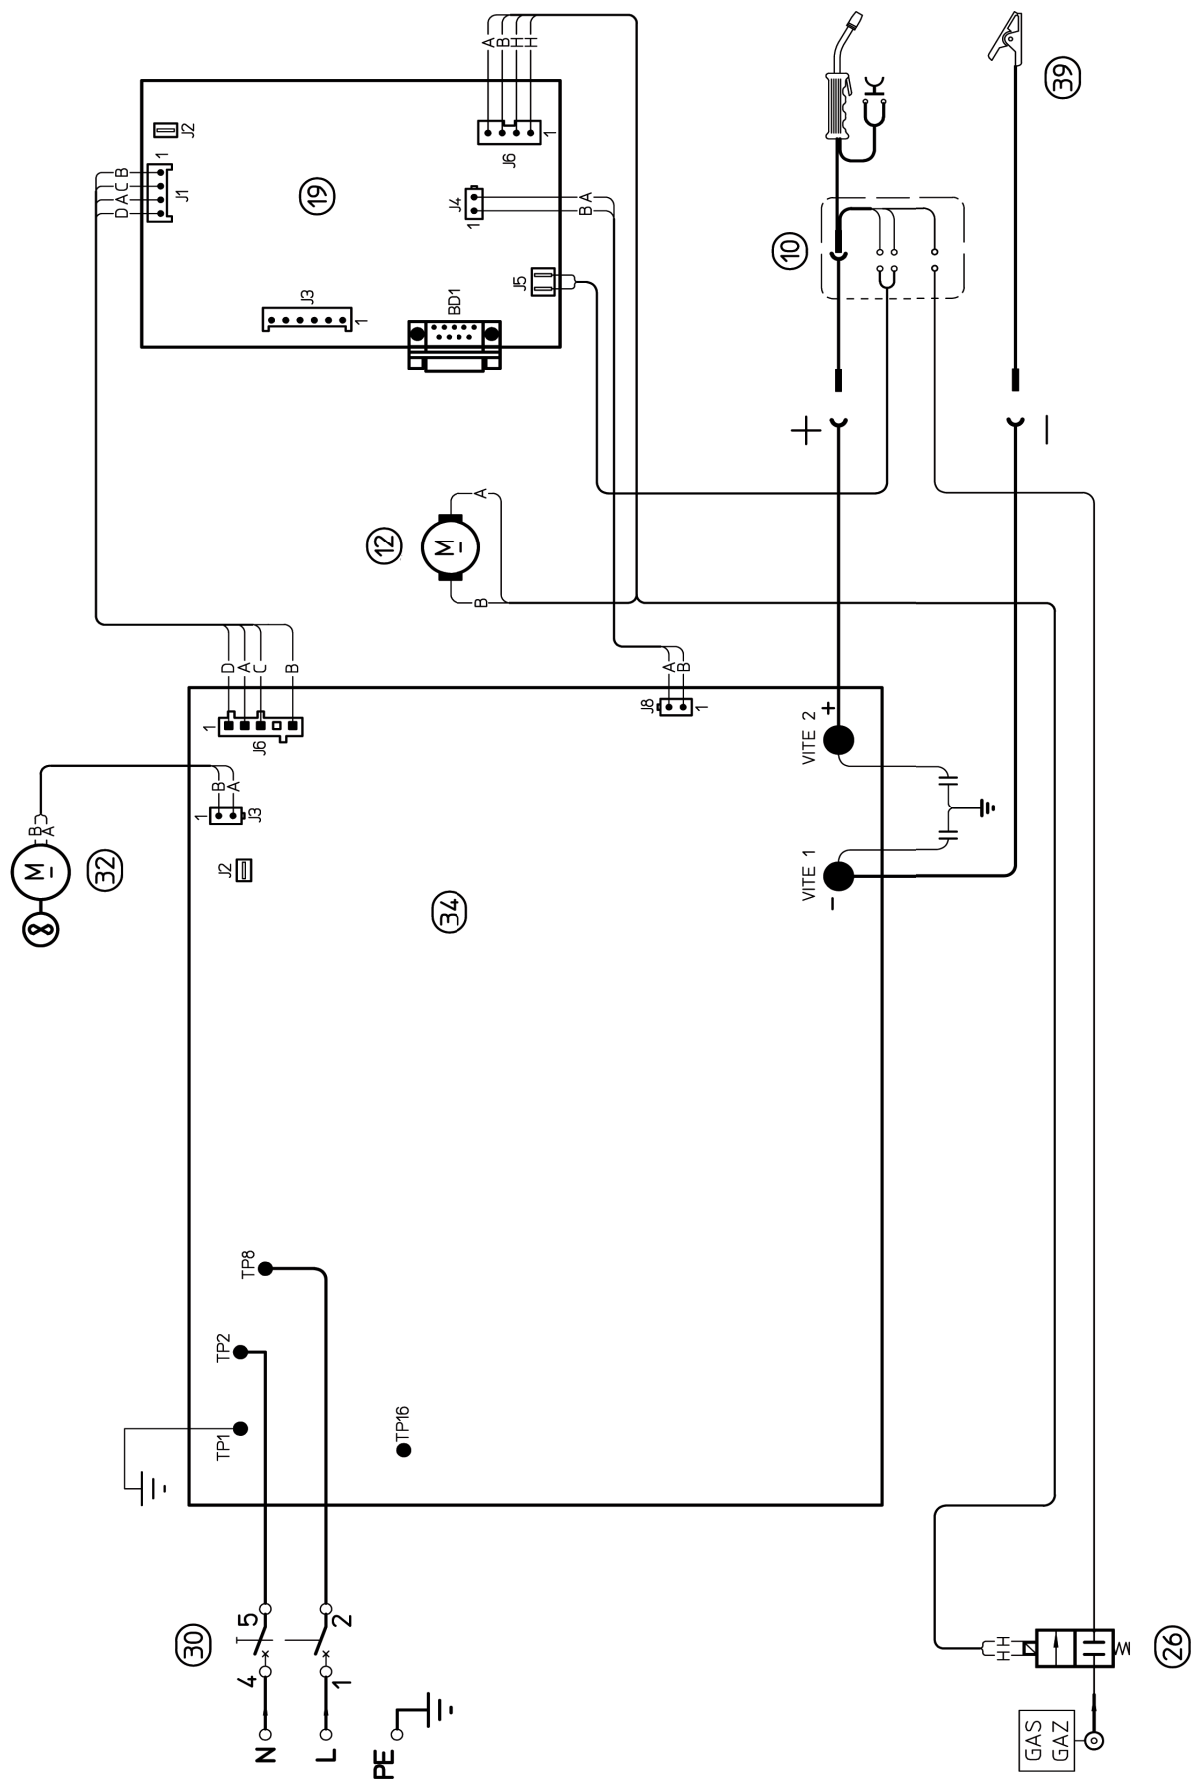 A
B
H
H
J2
1
J1
B
C
A
D
19
J6
1
J4
1
A
B
J5
J3
1
BD1
39
10
+
—
12
M
A
B
D
A
C
B
1
J6
J8
A
B
1
B
A
1
J3
J2
B
A
M
32
34
VITE 2
+
VITE 1
-
TP8
TP2
TP1
TP16
30
5
4
2
1
N
L
PE
H
H
26
GAS
GAZ